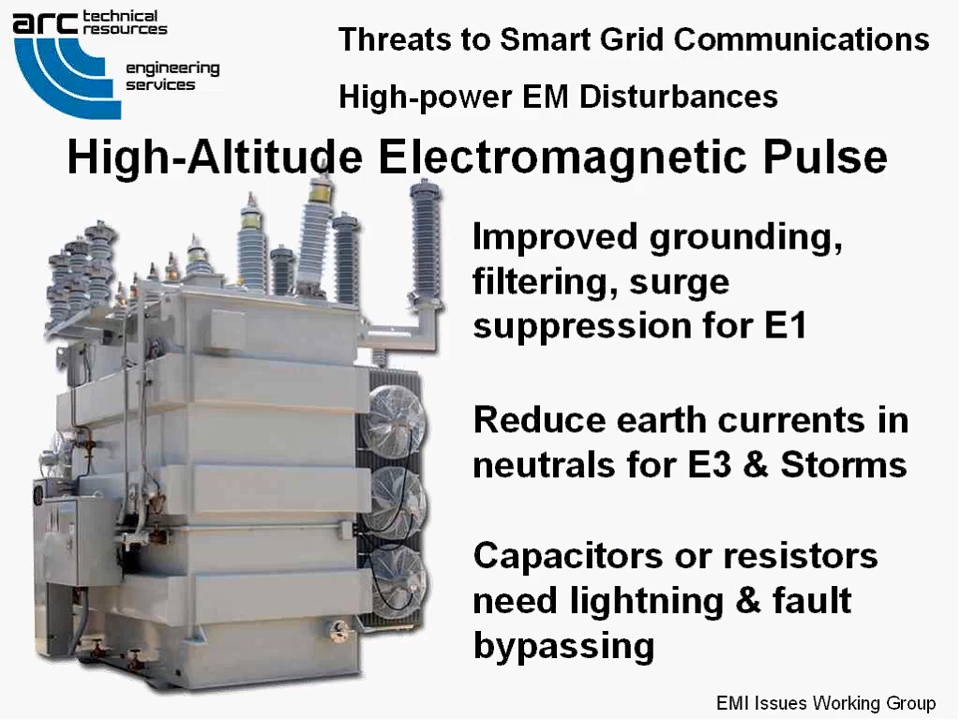 arc technical resources
engineering services
Threats to Smart Grid Communications
High-power EM Disturbances
High-Altitude Electromagnetic Pulse
Improved grounding,
filtering, surge
suppression for E1
Reduce earth currents in
neutrals for E3 & Storms
Capacitors or resistors
need lightning & fault
bypassing
EMI Issues Working Group